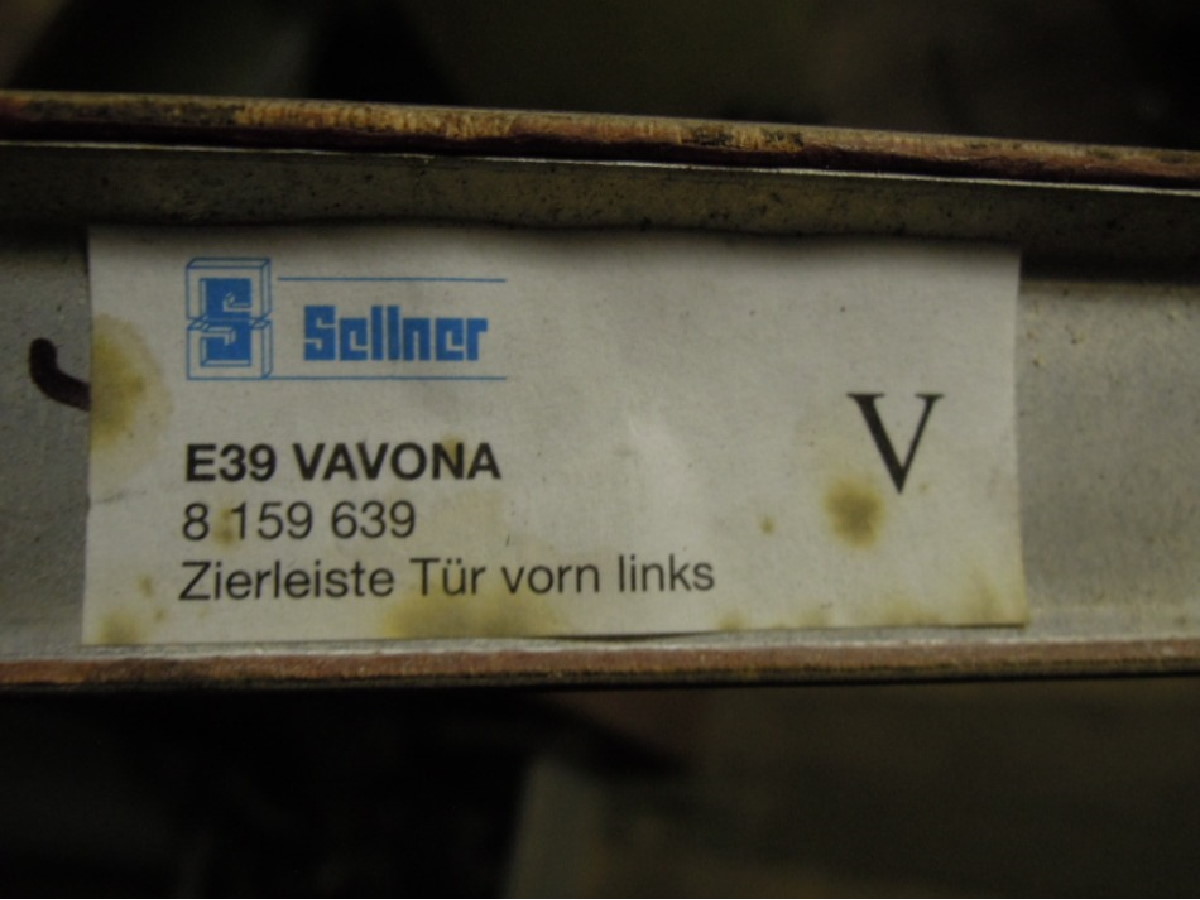 S Sellner
E39 VAVONA
8 159 639
Zierleiste Tür vorn links
V